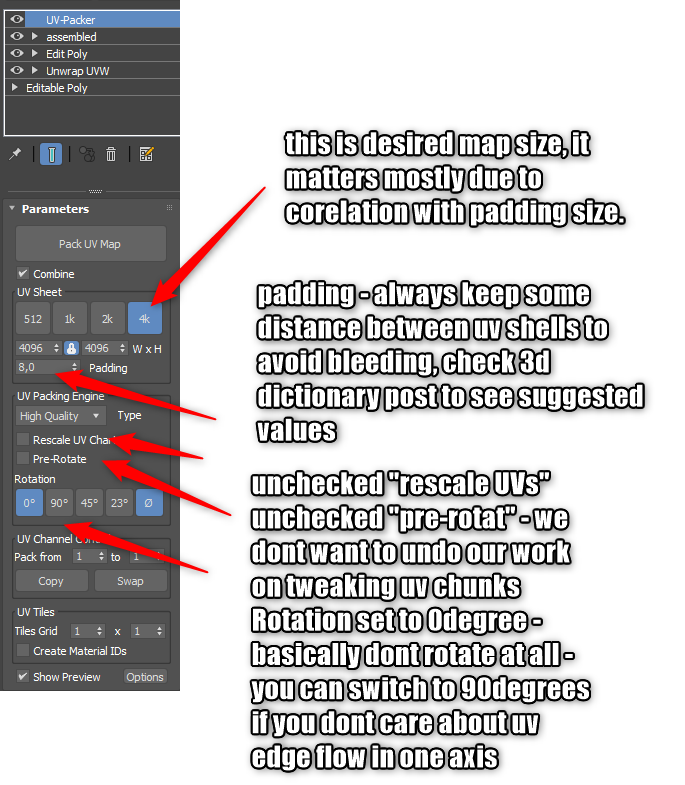 UV-Packer
assembled
Edit Poly
Unwrap UVW
Editable Poly
Parameters
Pack UV Map
Combine
UV Sheet
512 1k 2k 4k
4096 4096 W x H
8,0 Padding
UV Packing Engine
High Quality Type
Rescale UV
Pre-Rotate
Rotation
0° 90° 45° 23° Ø
UV Channel
Pack from 1 to 1
Copy Swap
UV Tiles
Tiles Grid 1 x 1
Create Material IDs
Show Preview Options
this is desired map size, it
matters mostly due to
corelation with padding size.
padding - always keep some
distance between uv shells to
avoid bleeding, check 3d
dictionary post to see suggested
values
unchecked "rescale UVs"
unchecked "pre-rotat" - we
dont want to undo our work
on tweaking uv chunks
Rotation set to 0degree -
basically dont rotate at all -
you can switch to 90degrees
if you dont care about uv
edge flow in one axis